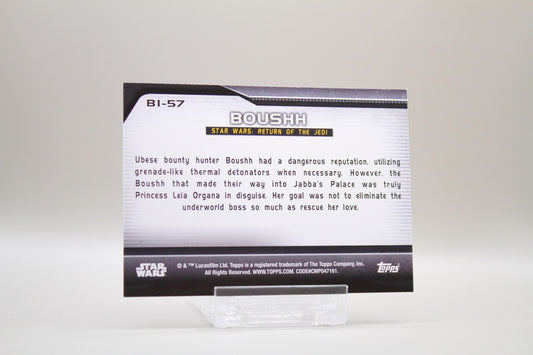 B1-57
BOUSHH
STAR WARS: RETURN OF THE JEDI
Ubese bounty hunter Boushh had a dangerous reputation, utilizing
grenade-like thermal detonators when necessary. However, the
Boushh that made their way into Jabba's Palace was truly
Princess Leia Organa in disguise. Her goal was not to eliminate the
underworld boss so much as rescue her love.
STAR
WARS
© & ™ Lucasfilm Ltd. Topps is a registered trademark of The Topps Company, Inc.
All Rights Reserved. WWW.TOPPS.COM. CODE#CMP047161.
Topps